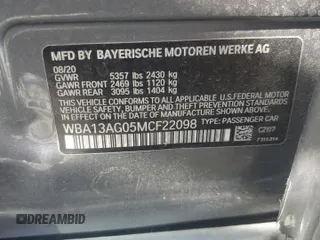 MFD BY BAYERISCHE MOTOREN WERKE AG
08/20
GVWR 5357 lbs 2430 kg
GAWR FRONT 2469 lbs 1120 kg
GAWR REAR 3095 lbs 1404 kg
THIS VEHICLE CONFORMS TO ALL APPLICABLE U.S. FEDERAL MOTOR
VEHICLE SAFETY, BUMPER AND THEFT PREVENTION STANDARDS
IN EFFECT ON THE DATE OF MANUFACTURE SHOWN ABOVE.
WBA13AG05MCF22098 TYPE: PASSENGER CAR
© AUTOBIDMASTER